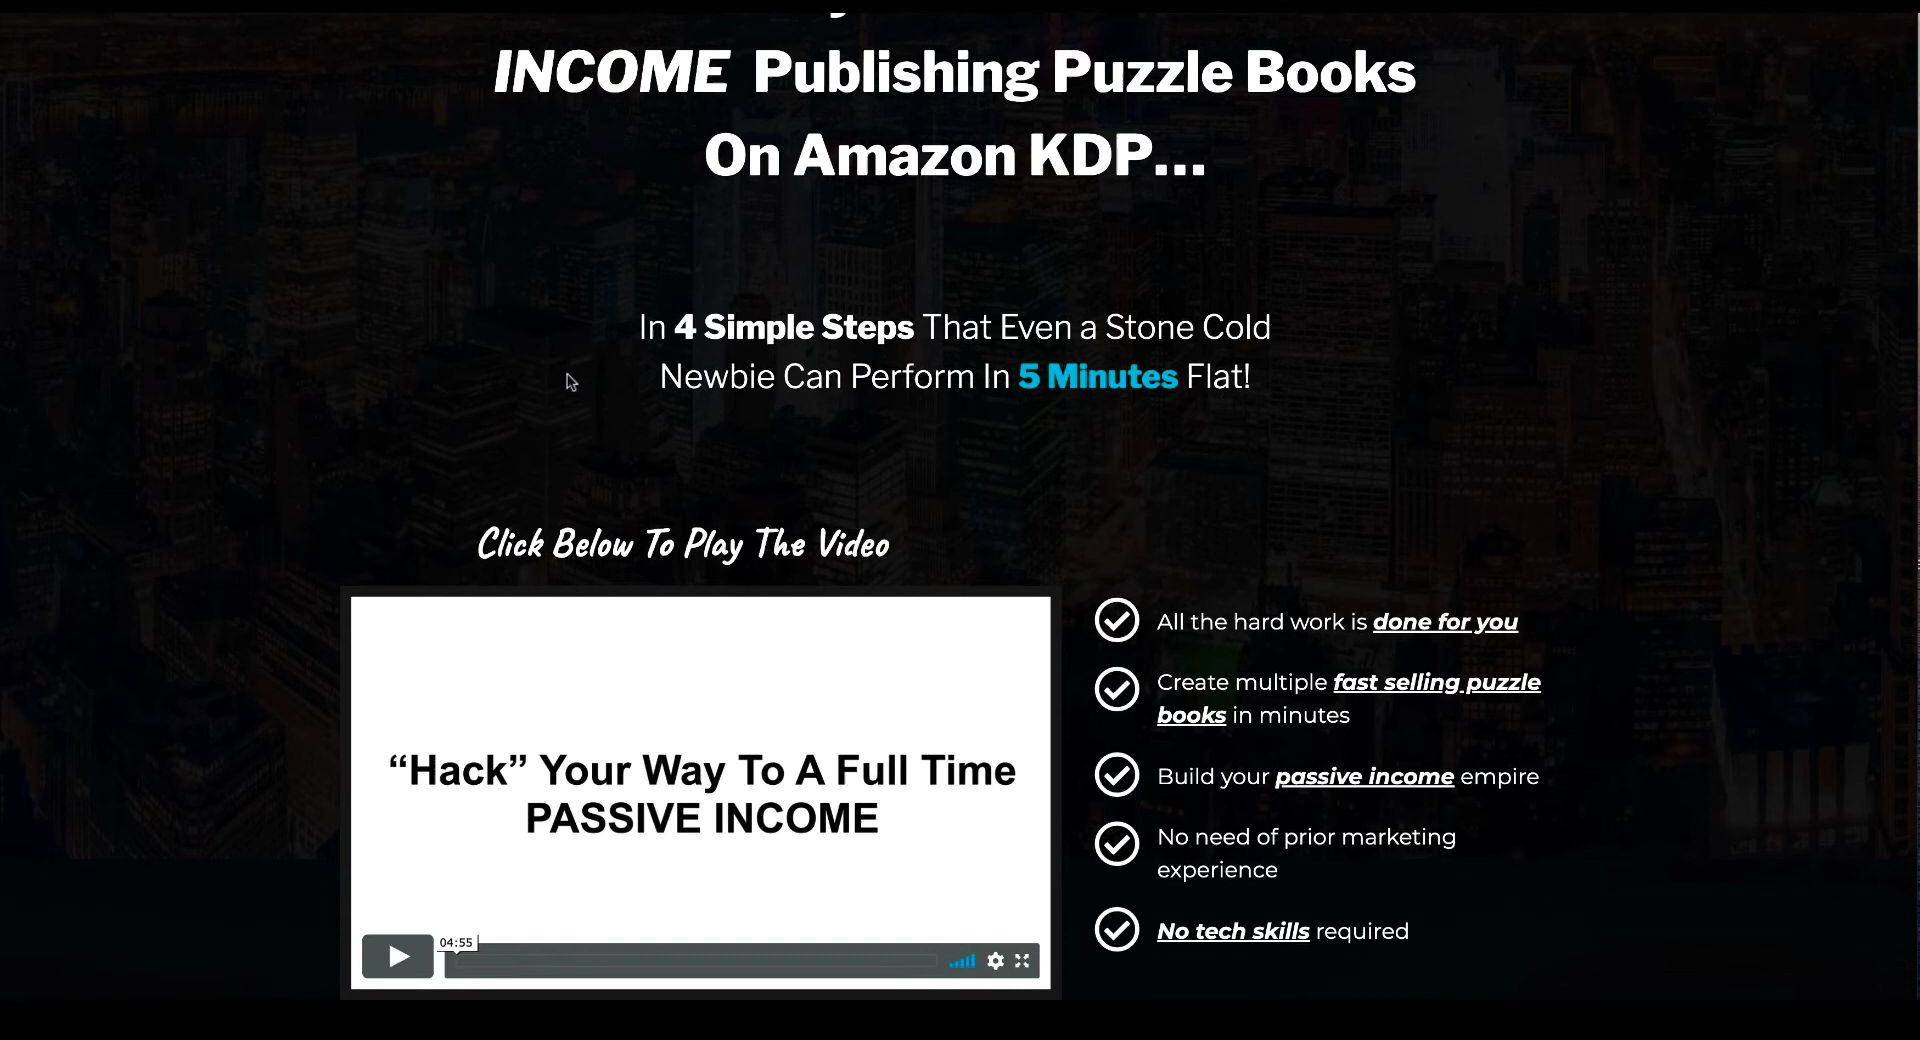 INCOME Publishing Puzzle Books
On Amazon KDP...
In 4 Simple Steps That Even a Stone Cold
Newbie Can Perform In 5 Minutes Flat!
Click Below To Play The Video
“Hack” Your Way To A Full Time
PASSIVE INCOME
04:55
All the hard work is done for you
Create multiple fast selling puzzle
books in minutes
Build your passive income empire
No need of prior marketing
experience
No tech skills required